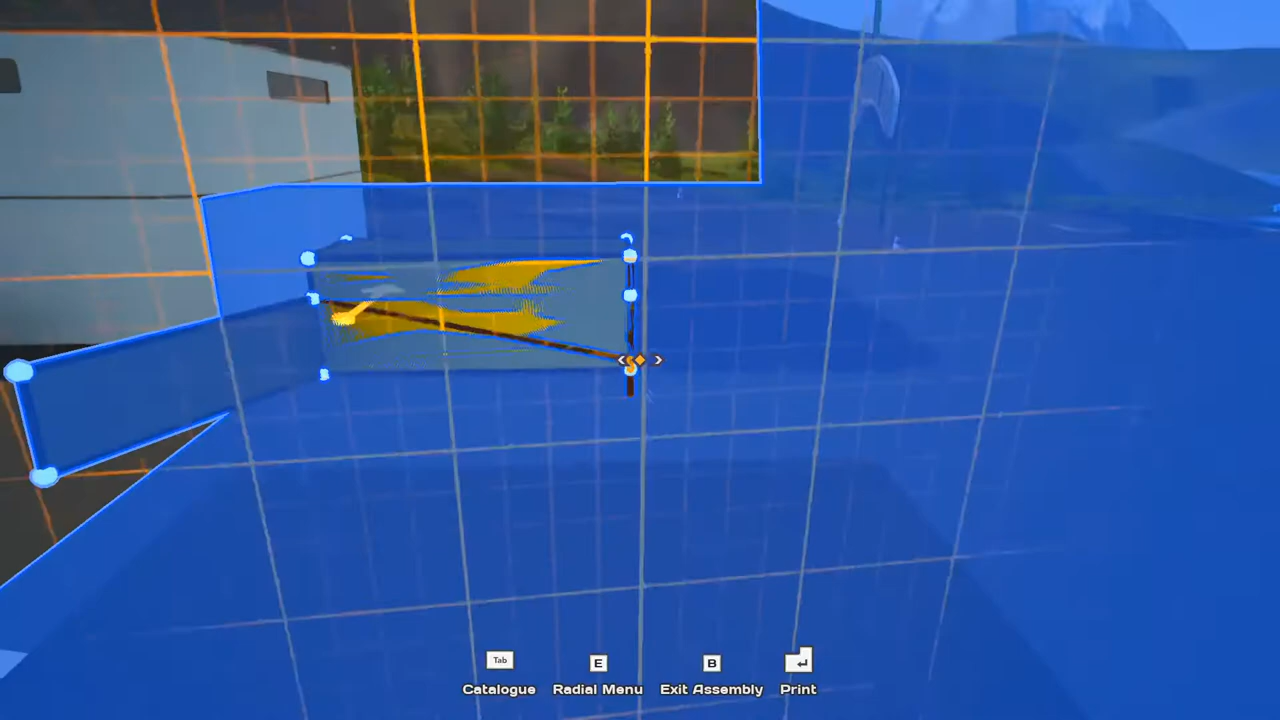 Tab
E
B
Catalogue
Radial Menu
Exit Assembly
Print